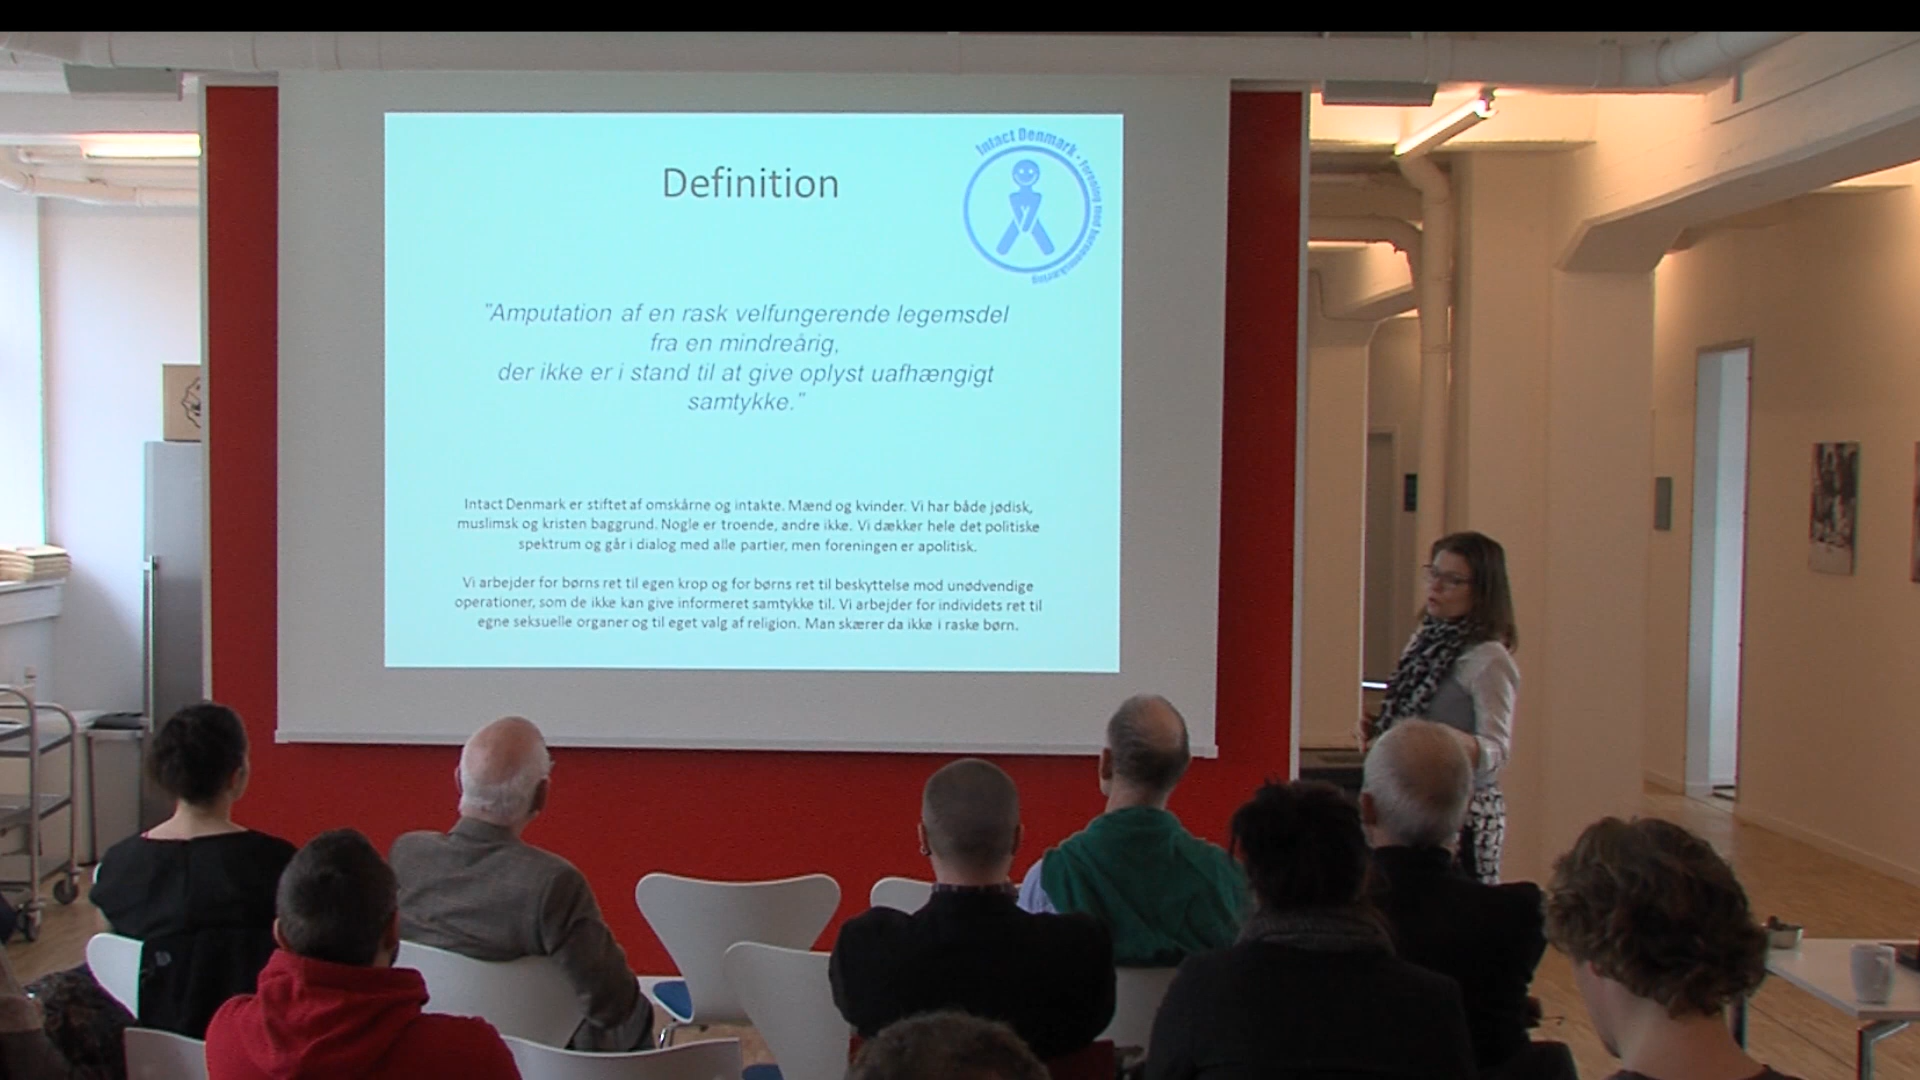 Intact Denmark · Forening mod børneomskæring
Definition
"Amputation af en rask velfungerende legemsdel
fra en mindreårig,
der ikke er i stand til at give oplyst uafhængigt
samtykke."
Intact Denmark er stiftet af omskårne og intakte. Mænd og kvinder. Vi har både jødisk,
muslimsk og kristen baggrund. Nogle er troende, andre ikke. Vi dækker hele det politiske
spektrum og går i dialog med alle partier, men foreningen er apolitisk.
Vi arbejder for børns ret til egen krop og for børns ret til beskyttelse mod unødvendige
operationer, som de ikke kan give informeret samtykke til. Vi arbejder for individets ret til
egne seksuelle organer og til eget valg af religion. Man skærer da ikke i raske børn.